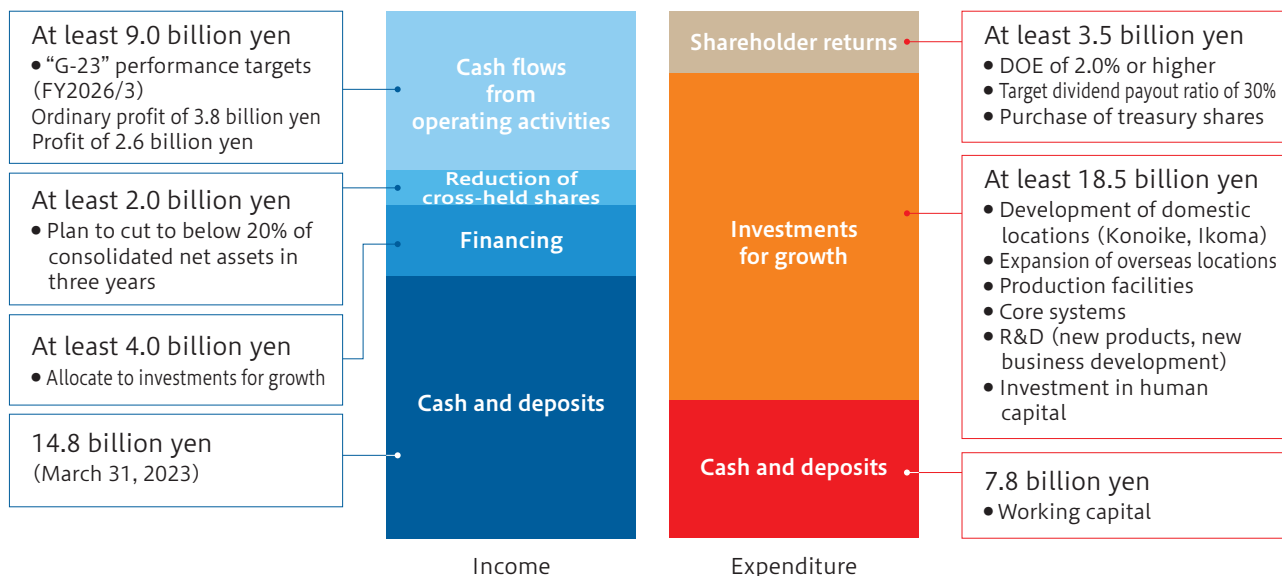 At least 9.0 billion yen
• “G-23” performance targets
(FY2026/3)
Ordinary profit of 3.8 billion yen
Profit of 2.6 billion yen
At least 2.0 billion yen
• Plan to cut to below 20% of
consolidated net assets in
three years
At least 4.0 billion yen
• Allocate to investments for growth
14.8 billion yen
(March 31, 2023)
Cash flows
from
operating activities
Reduction of
cross-held shares
Financing
Cash and deposits
Income
Shareholder returns
Investments
for growth
Cash and deposits
Expenditure
At least 3.5 billion yen
• DOE of 2.0% or higher
• Target dividend payout ratio of 30%
• Purchase of treasury shares
At least 18.5 billion yen
• Development of domestic
locations (Konoike, Ikoma)
• Expansion of overseas locations
• Production facilities
• Core systems
• R&D (new products, new
business development)
• Investment in human
capital
7.8 billion yen
• Working capital